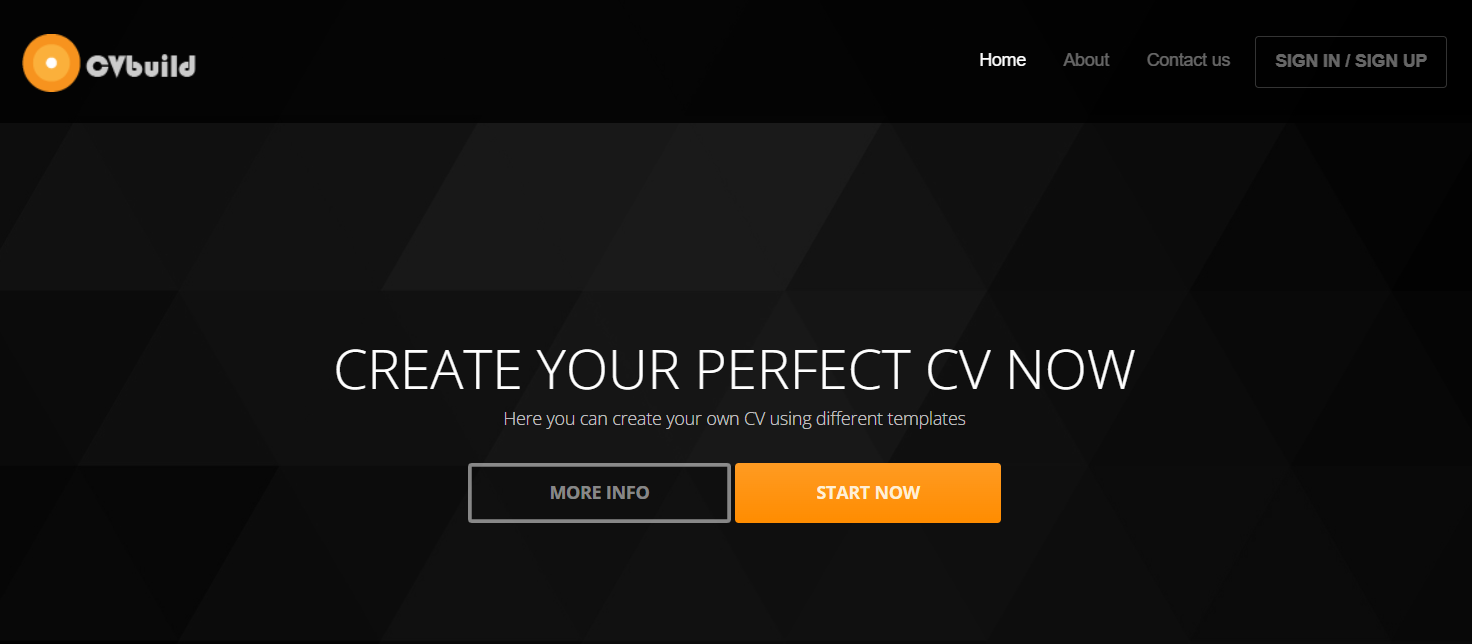 CVbuild
Home
About
Contact us
SIGN IN / SIGN UP
CREATE YOUR PERFECT CV NOW
Here you can create your own CV using different templates
MORE INFO
START NOW